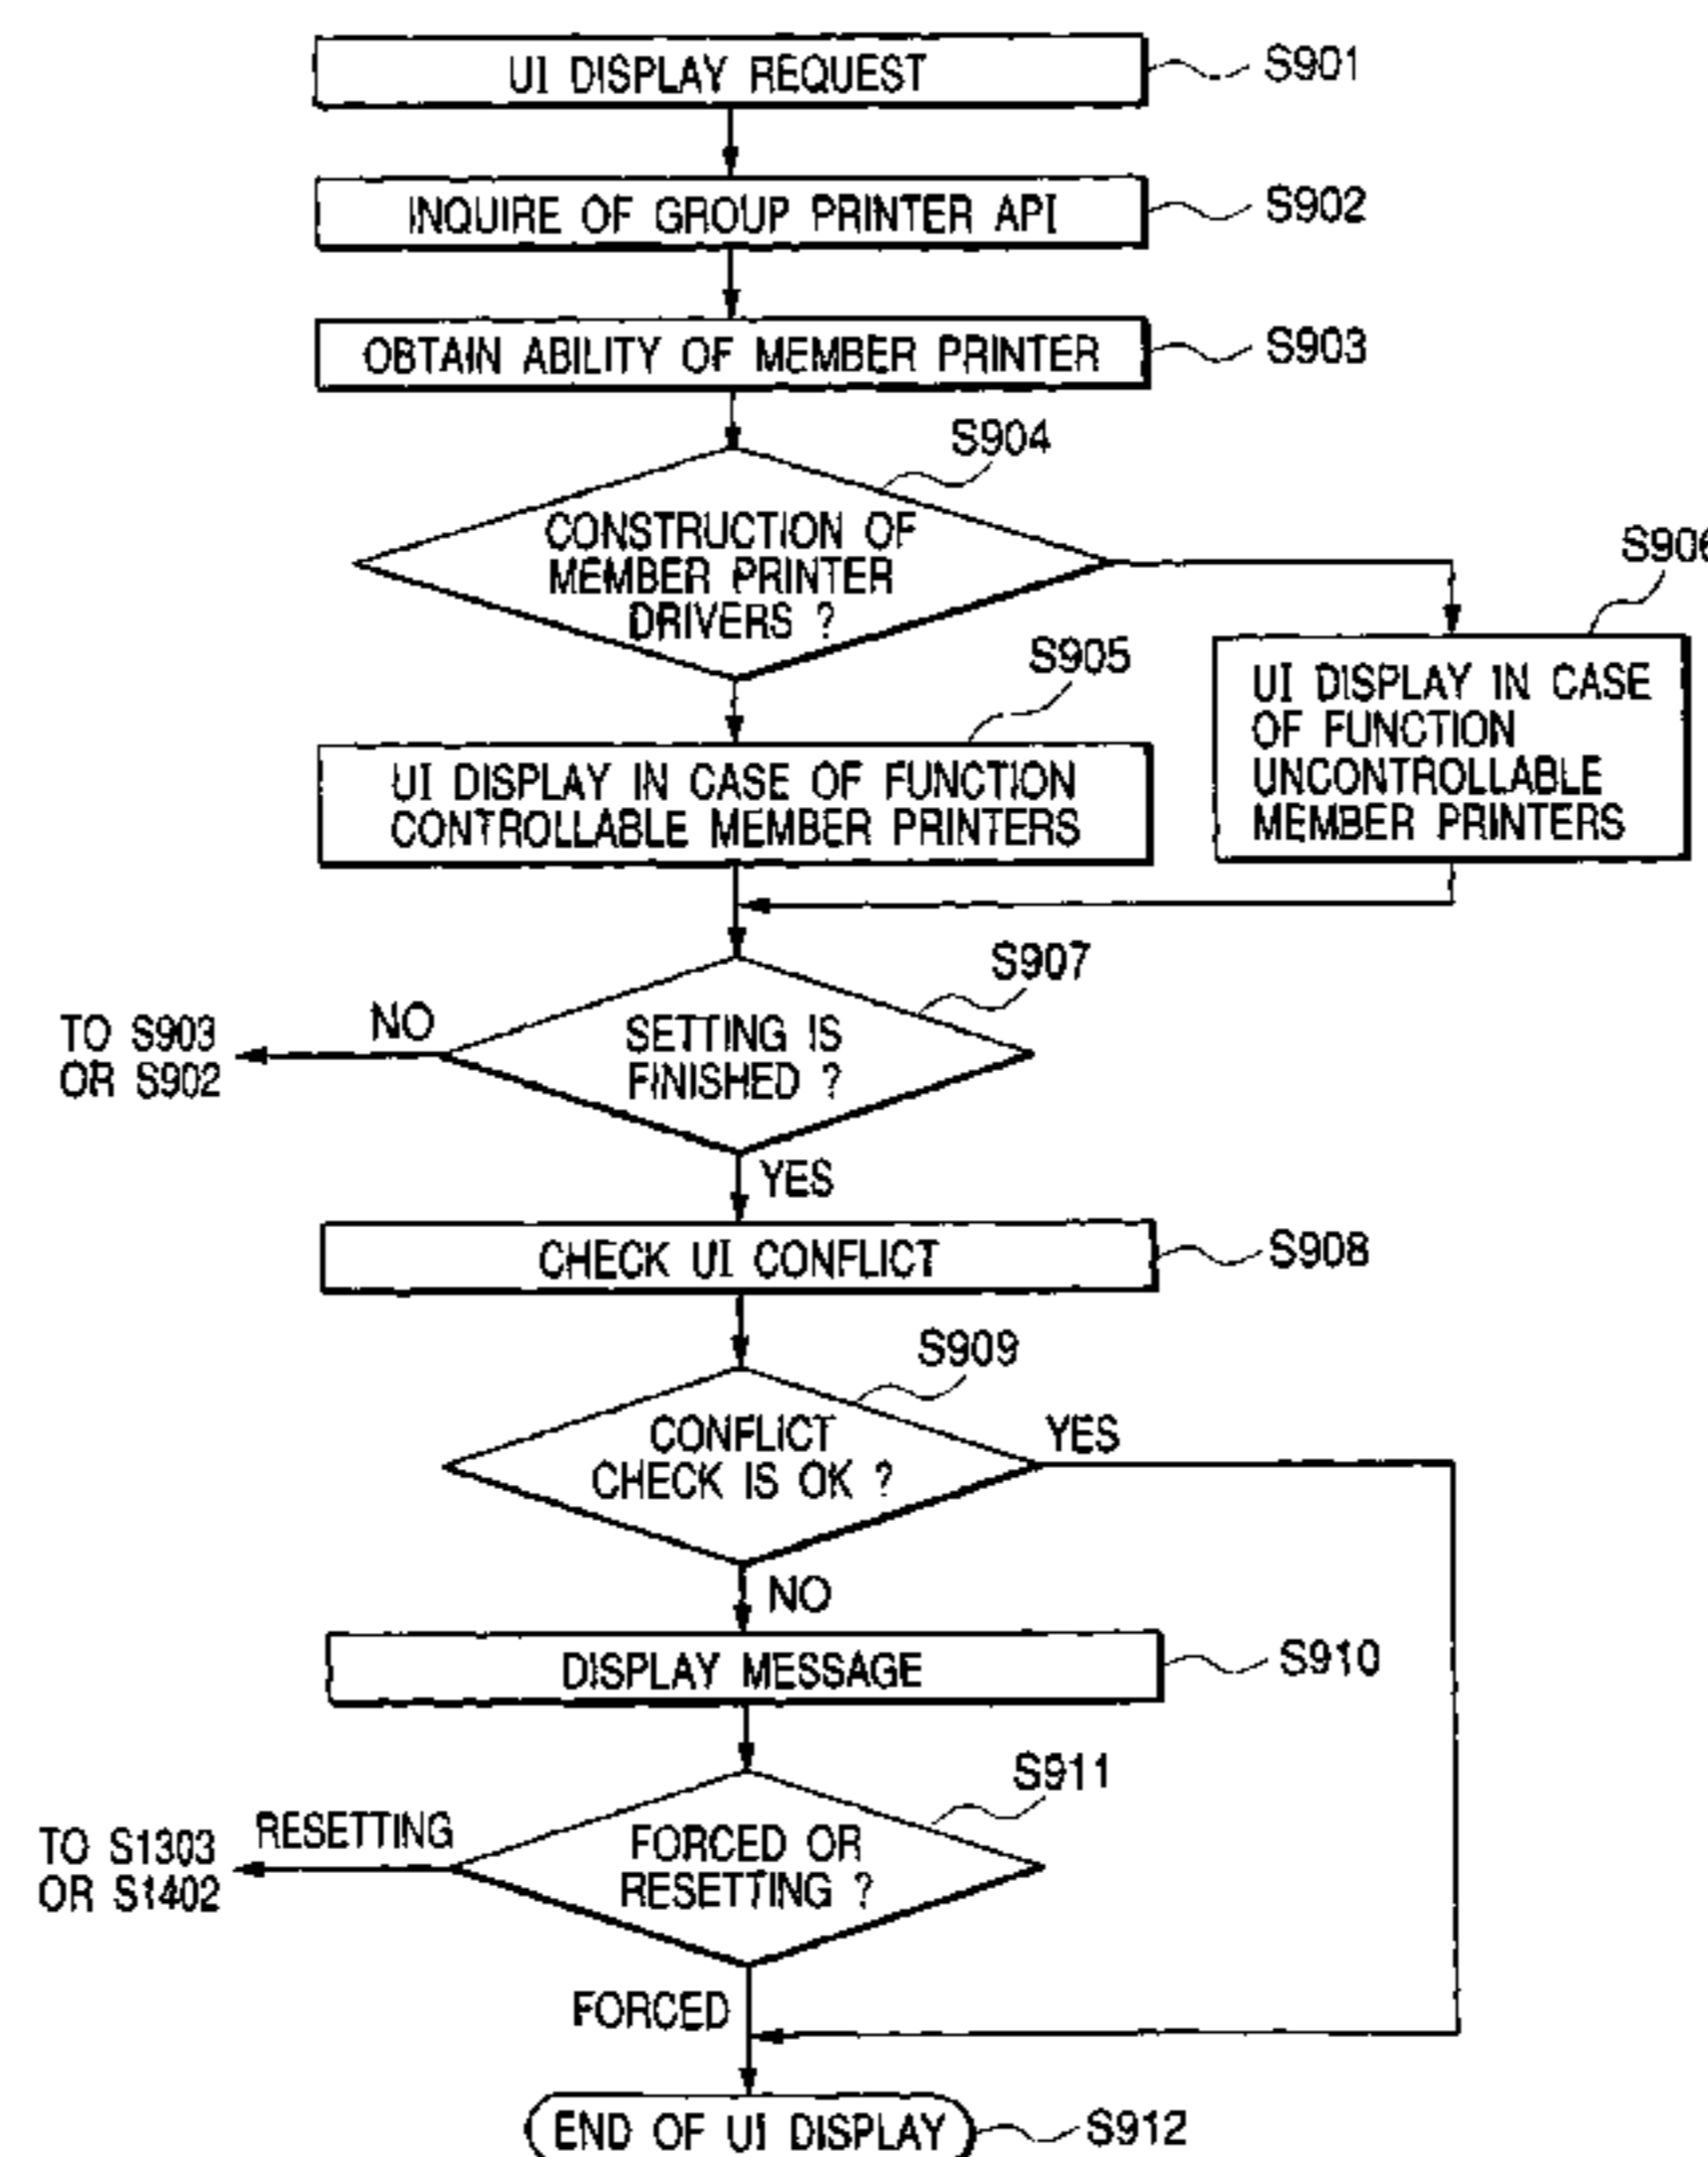 UI DISPLAY REQUEST
S901
INQUIRE OF GROUP PRINTER API
S902
OBTAIN ABILITY OF MEMBER PRINTER
S903
S904
CONSTRUCTION OF
MEMBER PRINTER
DRIVERS ?
S906
UI DISPLAY IN CASE
OF FUNCTION
UNCONTROLLABLE
MEMBER PRINTERS
S905
UI DISPLAY IN CASE OF FUNCTION
CONTROLLABLE MEMBER PRINTERS
S907
SETTING IS
FINISHED ?
NO
TO S903
OR S902
YES
CHECK UI CONFLICT
S908
S909
CONFLICT
CHECK IS OK ?
YES
NO
DISPLAY MESSAGE
S910
S911
FORCED OR
RESETTING ?
RESETTING
TO S1303
OR S1402
FORCED
END OF UI DISPLAY
S912